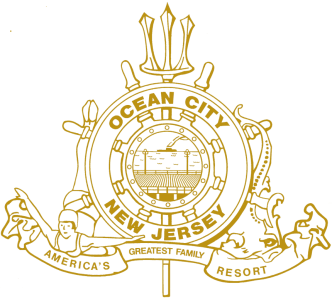 OCEAN CITY
NEW JERSEY
AMERICA'S
GREATEST FAMILY
RESORT